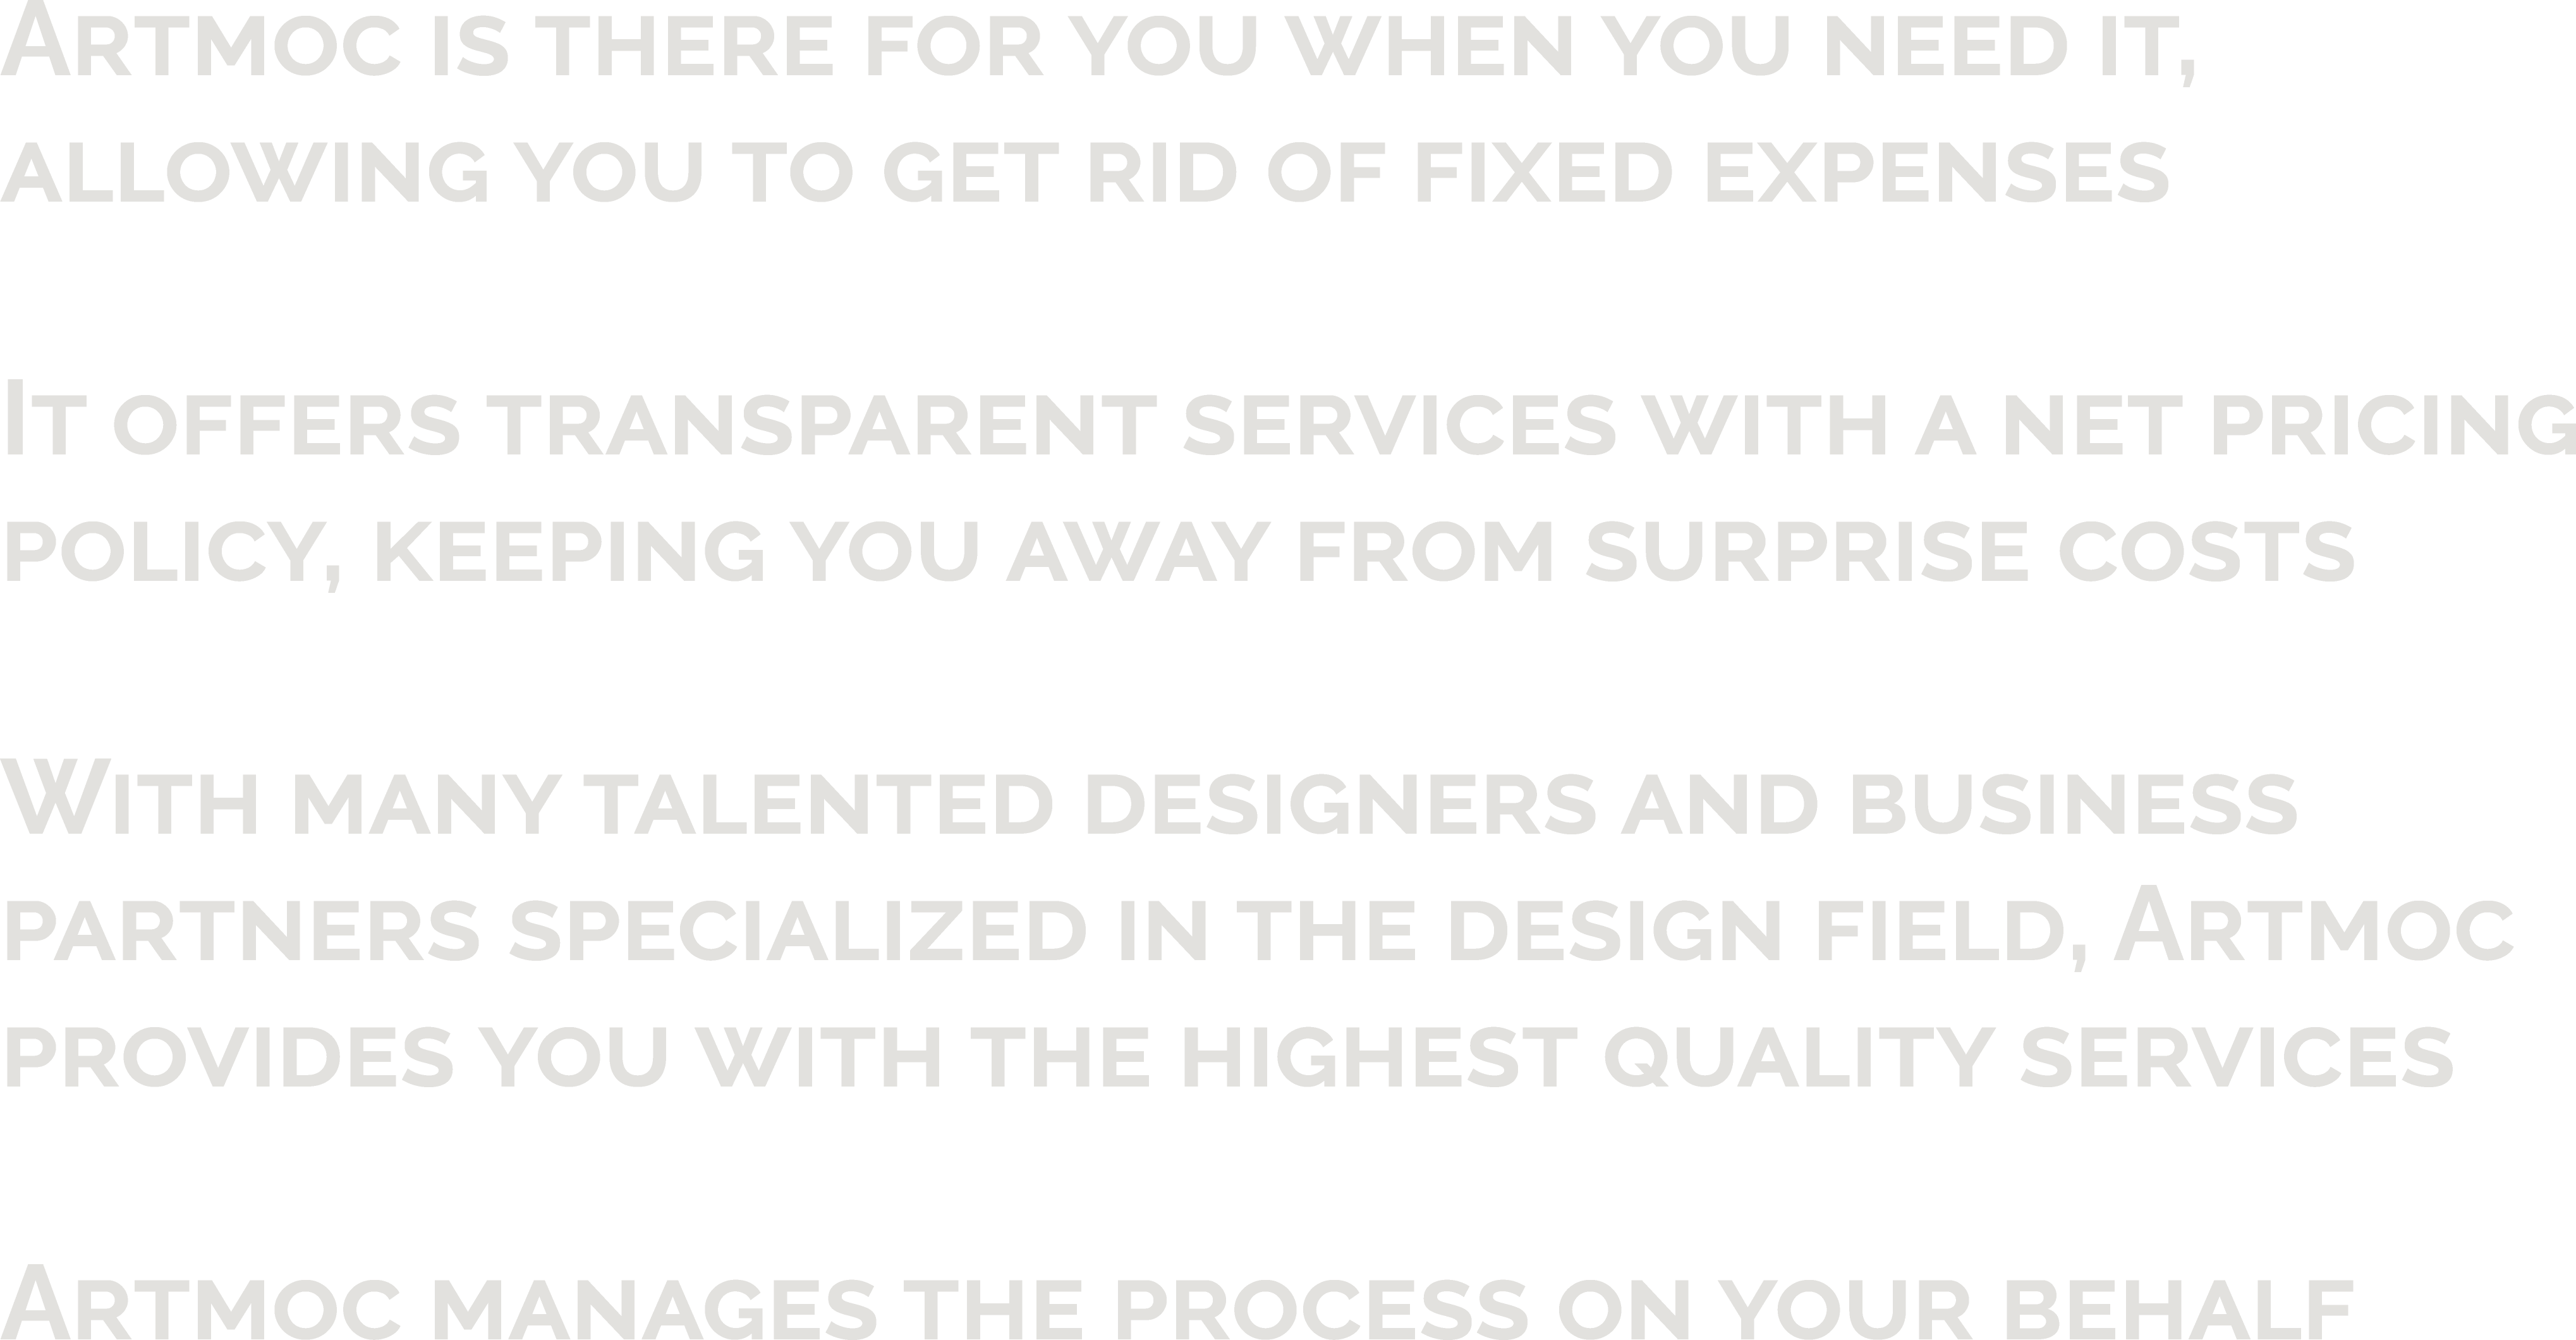 Artmoc is there for you when you need it,
allowing you to get rid of fixed expenses
It offers transparent services with a net pricing
policy, keeping you away from surprise costs
With many talented designers and business
partners specialized in the design field, Artmoc
provides you with the highest quality services
Artmoc manages the process on your behalf